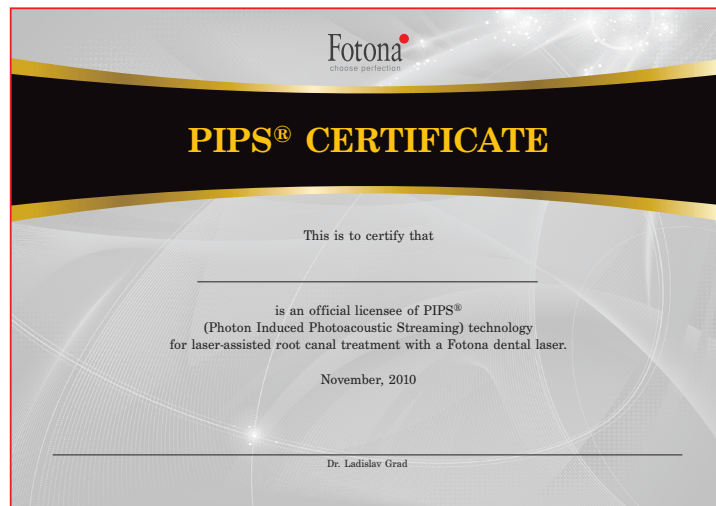 Fotona
choose perfection
PIPS® CERTIFICATE
This is to certify that
is an official licensee of PIPS®
(Photon Induced Photoacoustic Streaming) technology
for laser-assisted root canal treatment with a Fotona dental laser.
November, 2010
Dr. Ladislav Grad